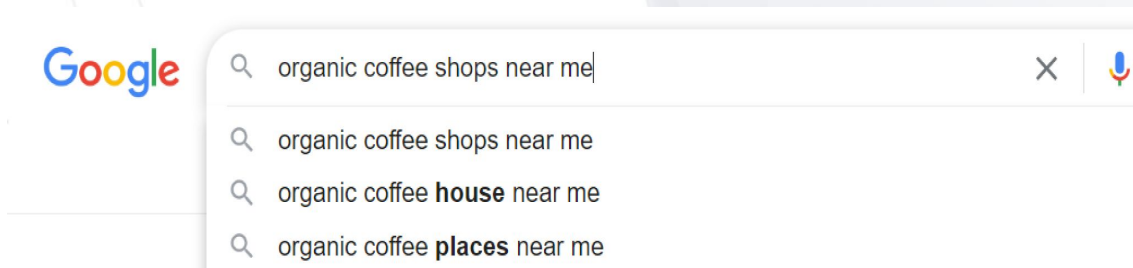 Google
organic coffee shops near me
organic coffee shops near me
organic coffee house near me
organic coffee places near me